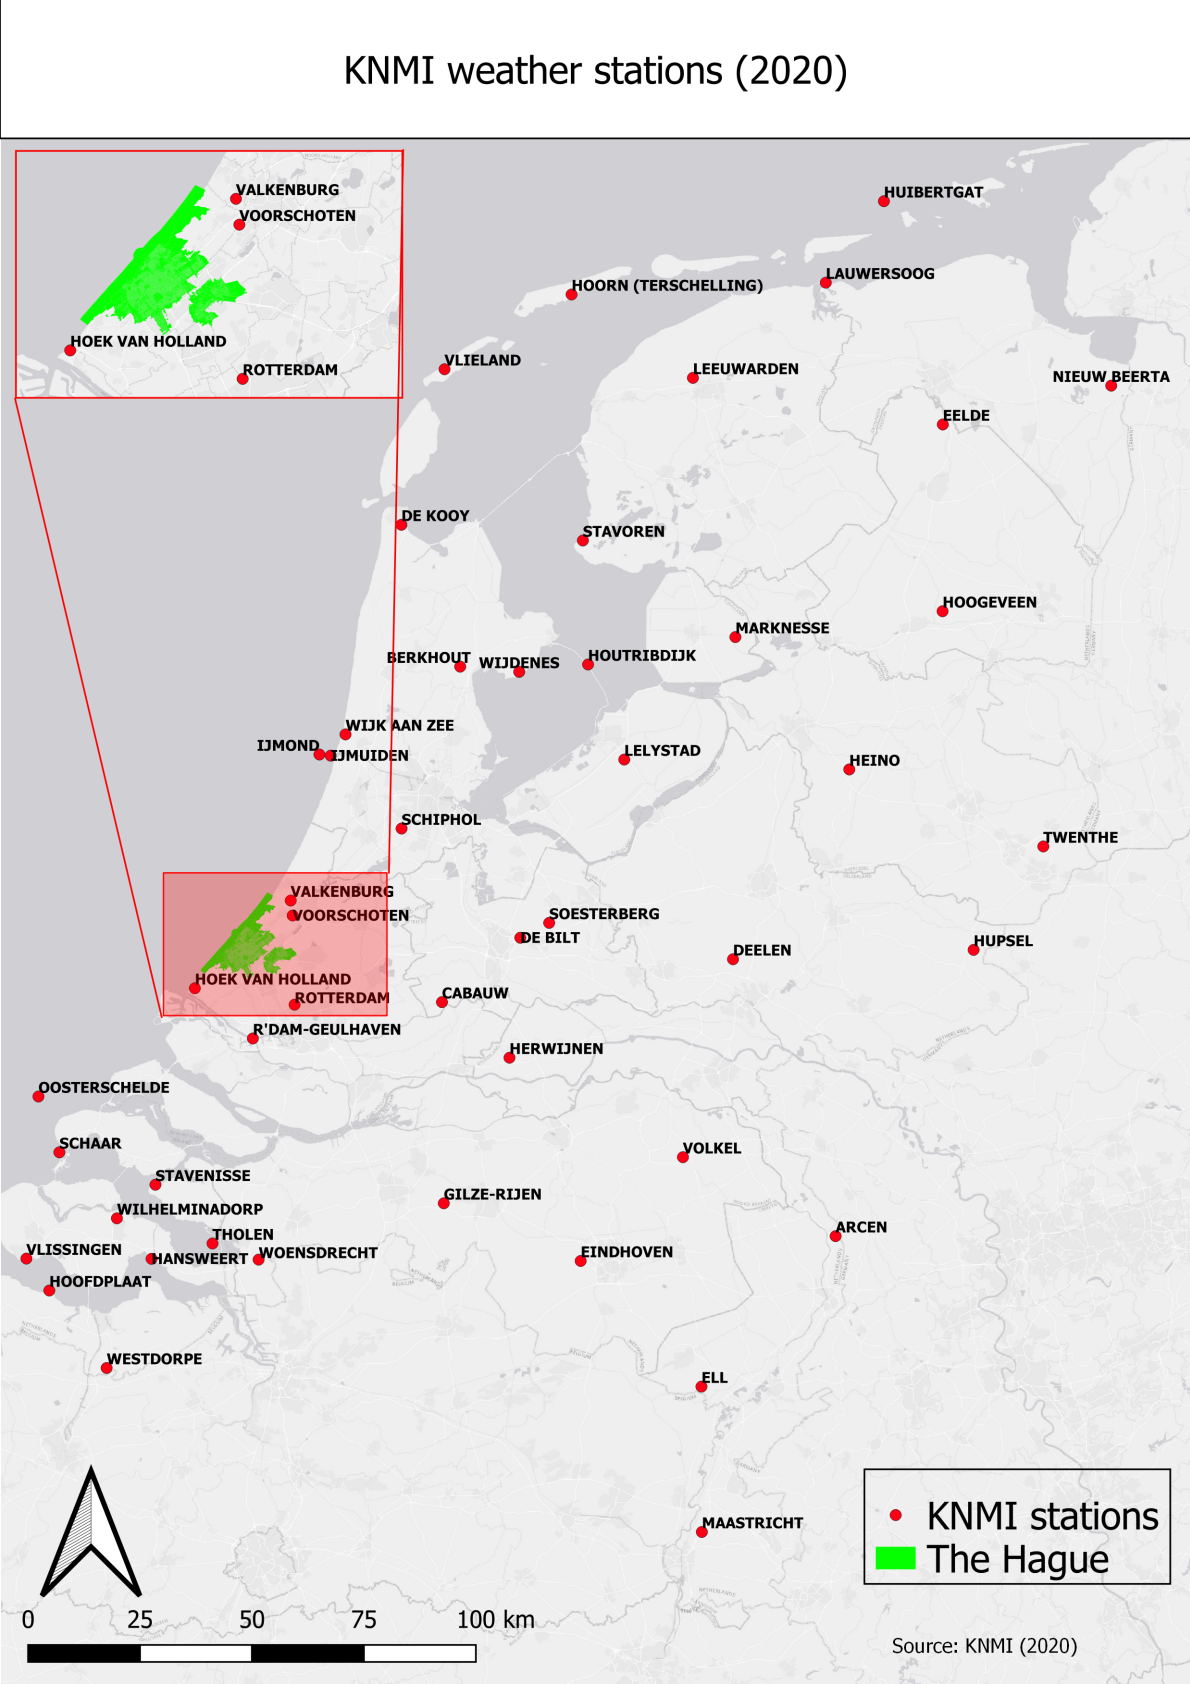 KNMI weather stations (2020)
VALKENBURG
VOORSCHOTEN
HOEK VAN HOLLAND
ROTTERDAM
HUIBERTGAT
LAUWERSOOG
HOORN (TERSCHELLING)
VLIELAND
LEEUWARDEN
NIEUW BEERTA
EELDE
DE KOOY
STAVOREN
HOOGEVEEN
MARKNESSE
BERKHOUT
WIJDENES
HOUTRIBDIJK
WIJK AAN ZEE
IJMOND
IJMUIDEN
LELYSTAD
HEINO
SCHIPHOL
TWENTHE
VALKENBURG
VOORSCHOTEN
SOESTERBERG
DE BILT
DEELEN
HUPSEL
HOEK VAN HOLLAND
ROTTERDAM
CABAUW
R'DAM-GEULHAVEN
HERWIJNEN
OOSTERSCHELDE
SCHAAR
VOLKEL
STAVENISSE
GILZE-RIJEN
WILHELMINADORP
ARCEN
THOLEN
VLISSINGEN
HANSWEERT
WOENSDRECHT
EINDHOVEN
HOOFDPLAAT
WESTDORPE
ELL
MAASTRICHT
KNMI stations
The Hague
0 25 50 75 100 km
Source: KNMI (2020)